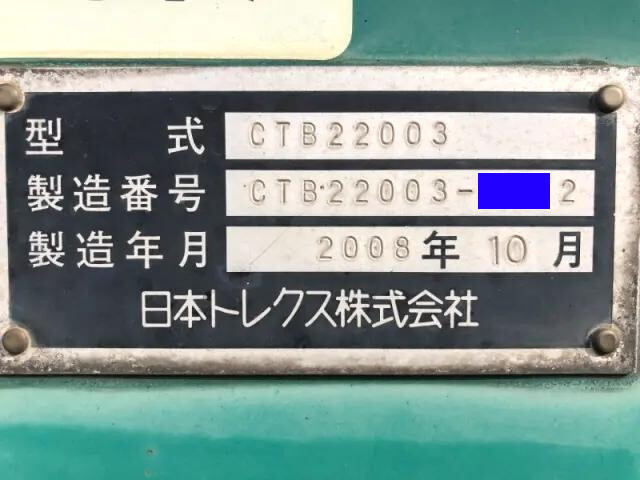 型式 CTB22003
製造番号 CTB22003- 2
製造年月 2008年10月
日本トレクス株式会社